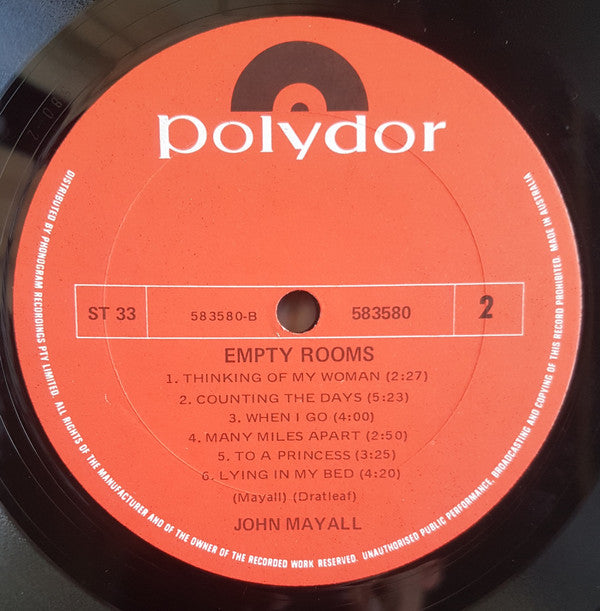 polydor
ST 33
583580-B
583580
2
EMPTY ROOMS
1. THINKING OF MY WOMAN (2:27)
2. COUNTING THE DAYS (5:23)
3. WHEN I GO (4:00)
4. MANY MILES APART (2:50)
5. TO A PRINCESS (3:25)
6. LYING IN MY BED (4:20)
(Mayall) (Dratleaf)
JOHN MAYALL
DISTRIBUTED BY PHONOGRAM RECORDINGS PTY LIMITED. ALL RIGHTS OF THE MANUFACTURER AND OF THE OWNER OF THE RECORDED WORK RESERVED. UNAUTHORISED PUBLIC PERFORMANCE, BROADCASTING AND COPYING OF THIS RECORD PROHIBITED. MADE IN AUSTRALIA